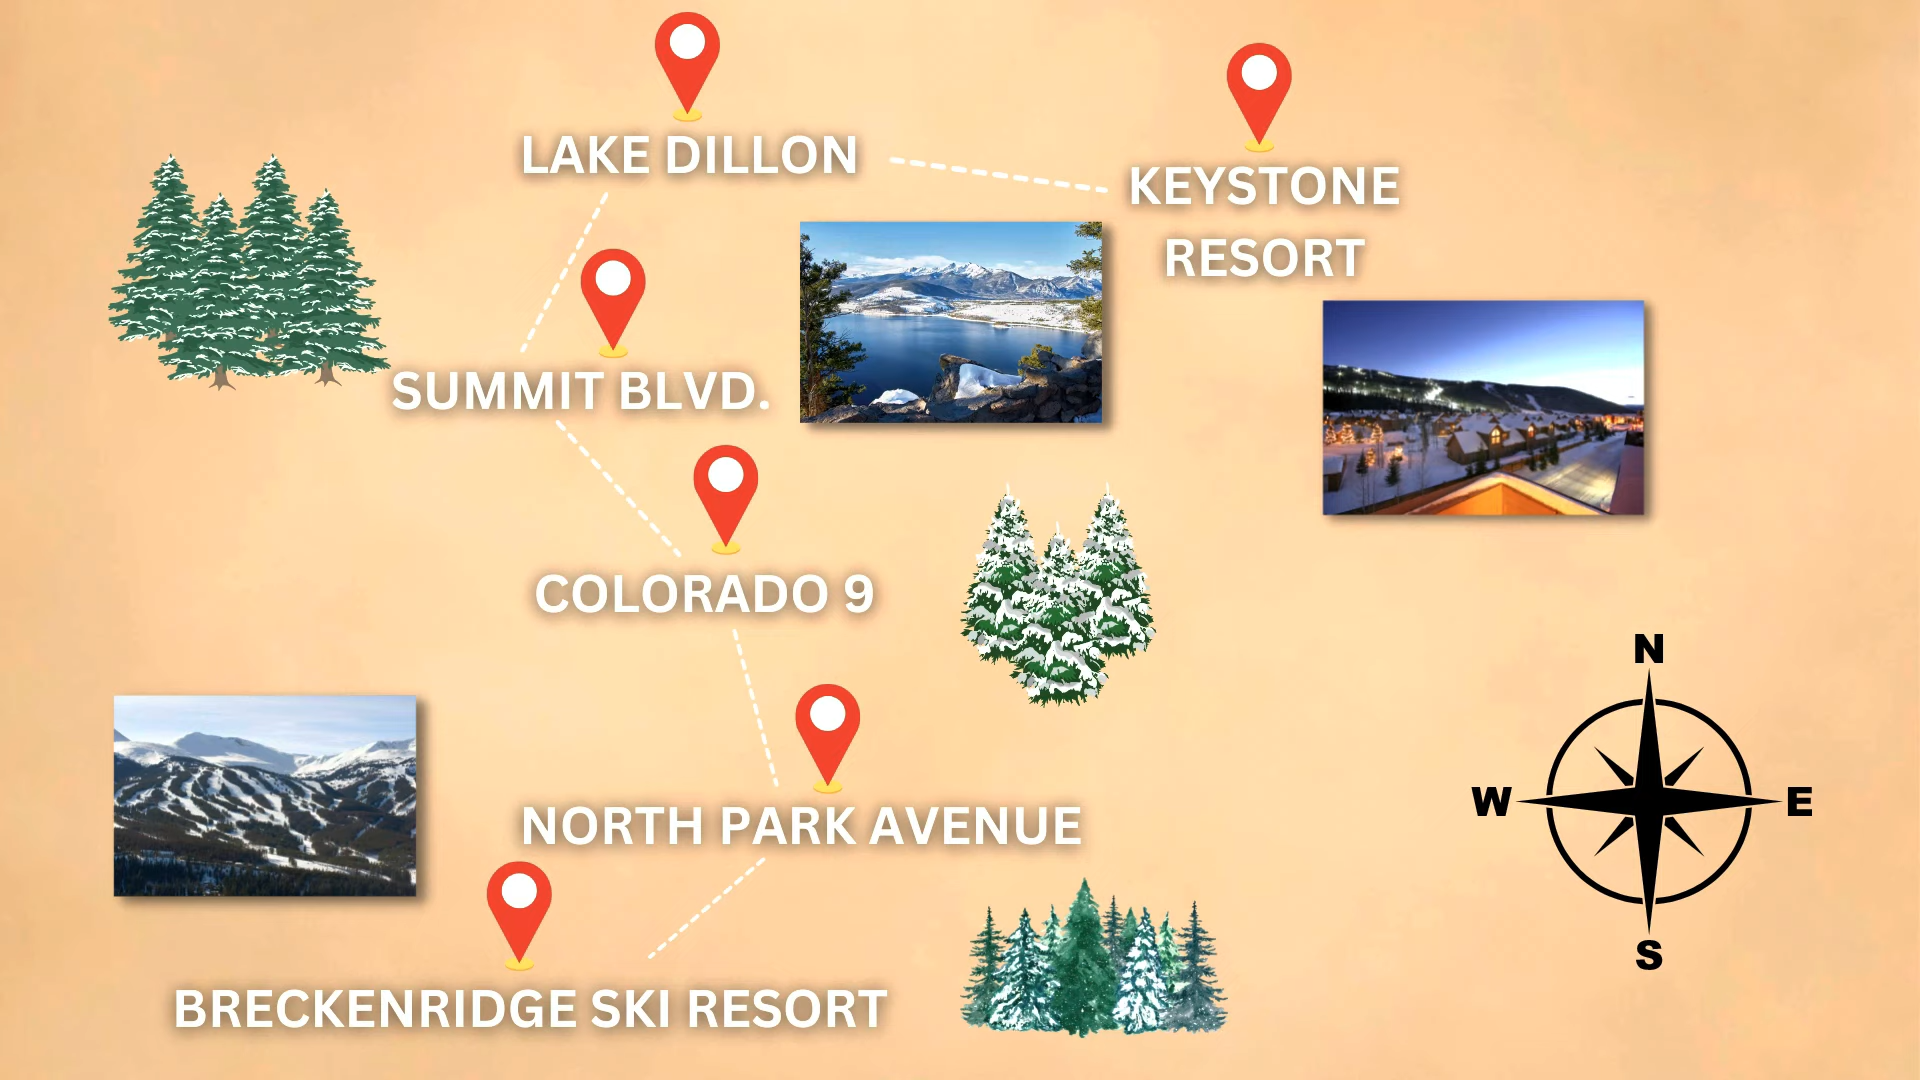 LAKE DILLON
KEYSTONE
RESORT
SUMMIT BLVD.
COLORADO 9
NORTH PARK AVENUE
BRECKENRIDGE SKI RESORT
N
W E
S